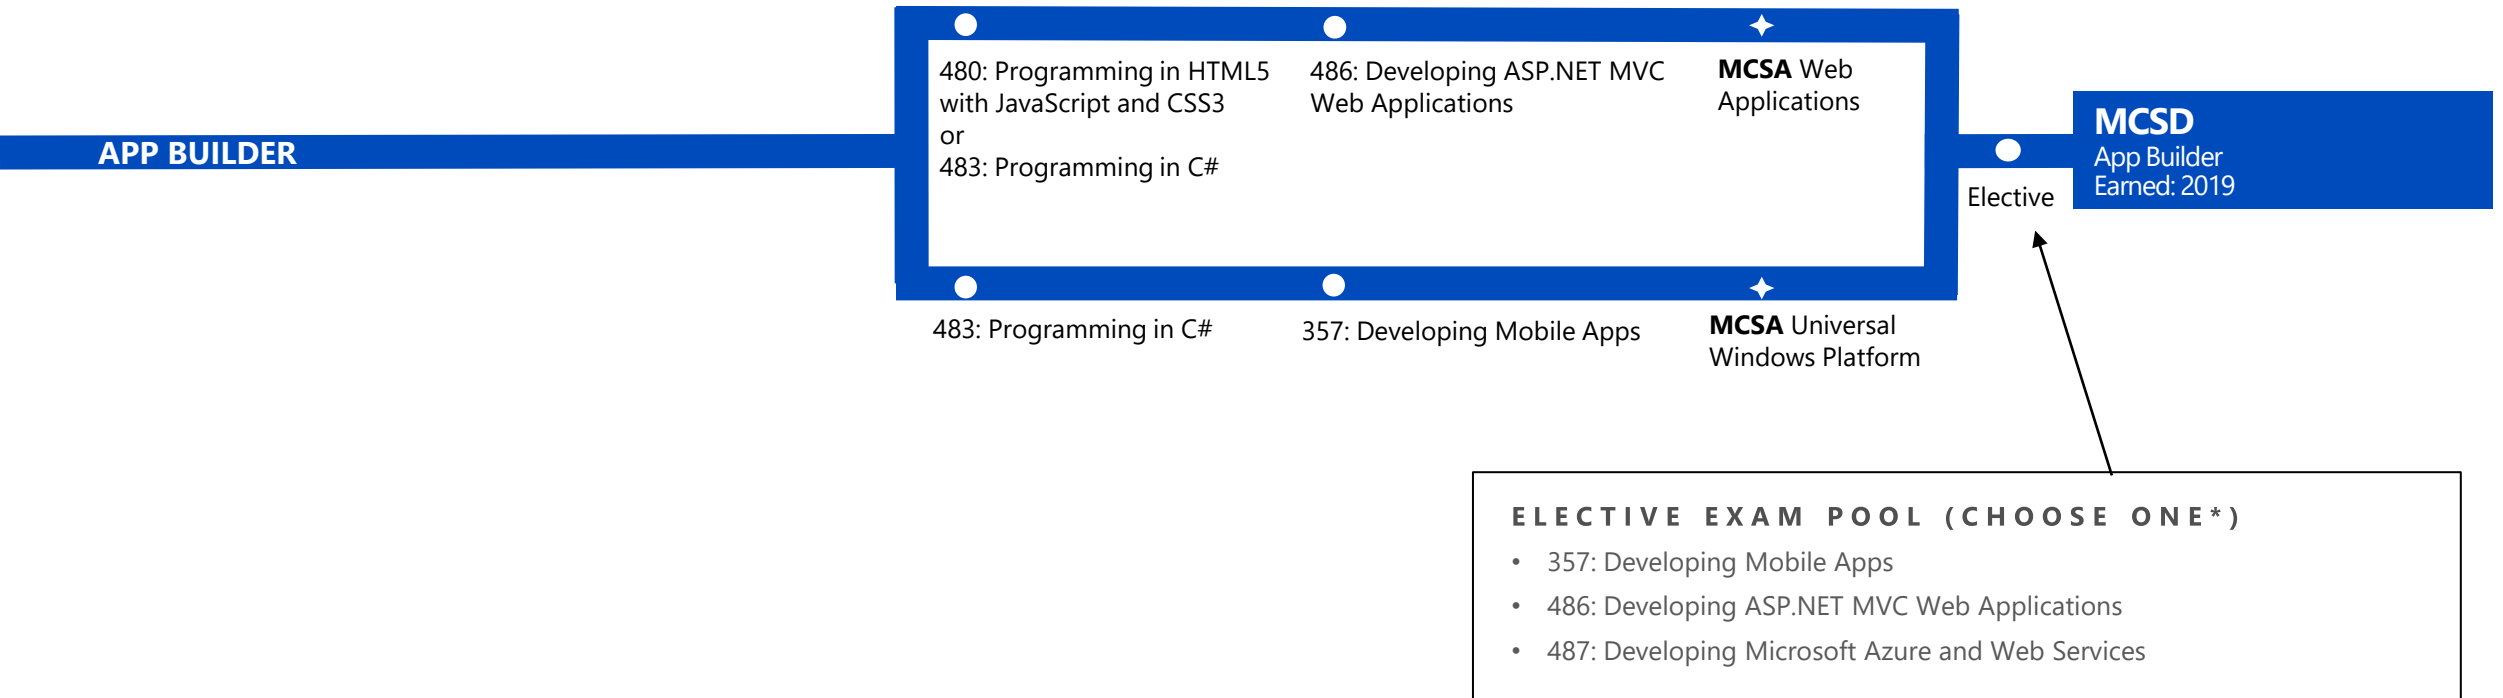 APP BUILDER
480: Programming in HTML5
with JavaScript and CSS3
or
483: Programming in C#
486: Developing ASP.NET MVC
Web Applications
MCSA Web
Applications
Elective
MCSD
App Builder
Earned: 2019
483: Programming in C#
357: Developing Mobile Apps
MCSA Universal
Windows Platform
ELECTIVE EXAM POOL (CHOOSE ONE*)
• 357: Developing Mobile Apps
• 486: Developing ASP.NET MVC Web Applications
• 487: Developing Microsoft Azure and Web Services